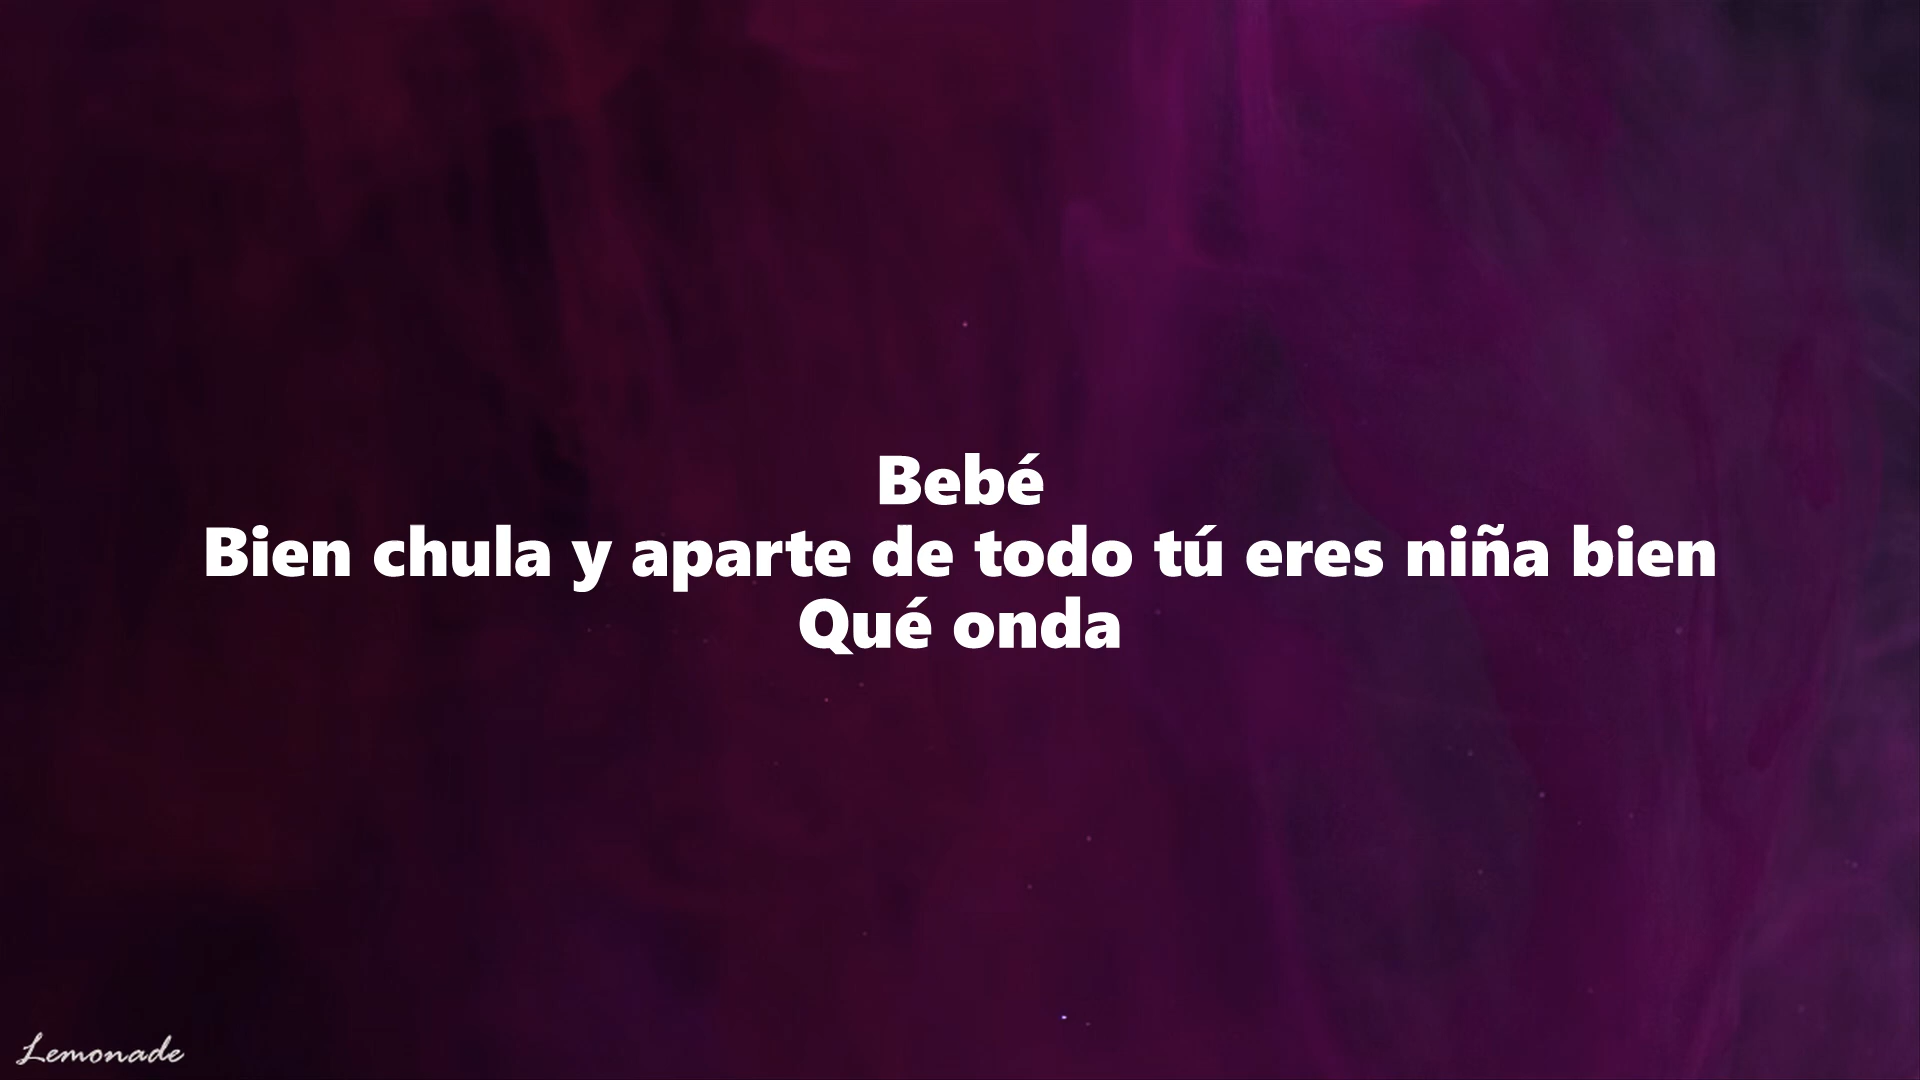 Bebé
Bien chula y aparte de todo tú eres niña bien
Qué onda
Lemonade